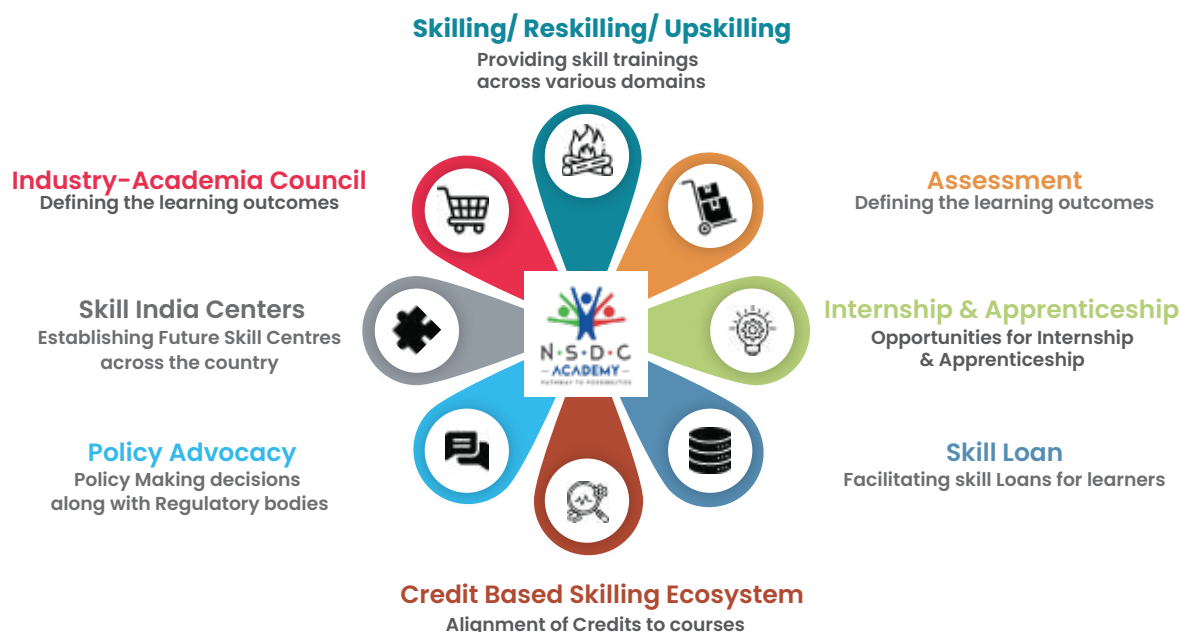 Skilling/ Reskilling/ Upskilling
Providing skill trainings
across various domains
Industry-Academia Council
Defining the learning outcomes
Assessment
Defining the learning outcomes
Skill India Centers
Establishing Future Skill Centres
across the country
N·S·D·C
ACADEMY
PATHWAY TO POSSIBILITIES
Internship & Apprenticeship
Opportunities for Internship
& Apprenticeship
Policy Advocacy
Policy Making decisions
along with Regulatory bodies
Skill Loan
Facilitating skill Loans for learners
Credit Based Skilling Ecosystem
Alignment of Credits to courses